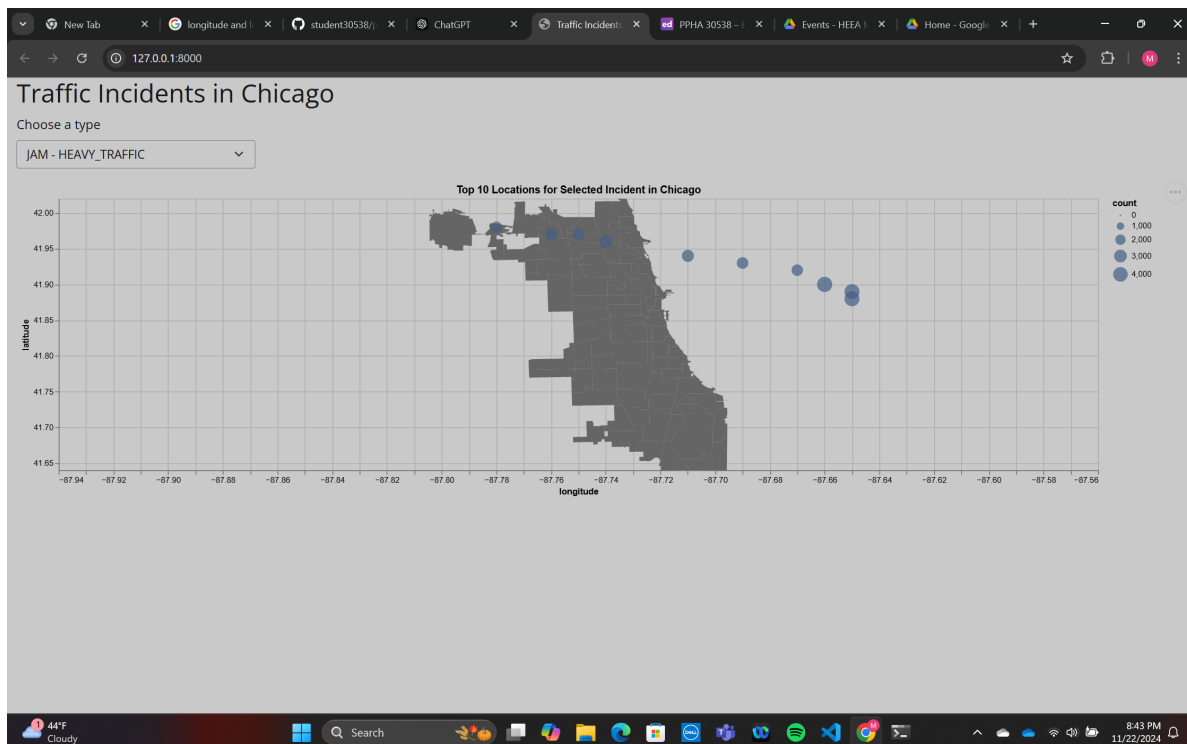 New Tab
longitude and l
student30538/p
ChatGPT
Traffic Incidents
ed PPHA 30538 –
Events - HEEA
Home - Google
127.0.0.1:8000
M
Traffic Incidents in Chicago
Choose a type
JAM - HEAVY_TRAFFIC
Top 10 Locations for Selected Incident in Chicago
count
0
1,000
2,000
3,000
4,000
latitude
42.00
41.95
41.90
41.85
41.80
41.75
41.70
41.65
−87.94 −87.92 −87.90 −87.88 −87.86 −87.84 −87.82 −87.80 −87.78 −87.76 −87.74 −87.72 −87.70 −87.68 −87.66 −87.64 −87.62 −87.60 −87.58 −87.56
longitude
1
44°F
Cloudy
Search
DELL
M
8:43 PM
11/22/2024